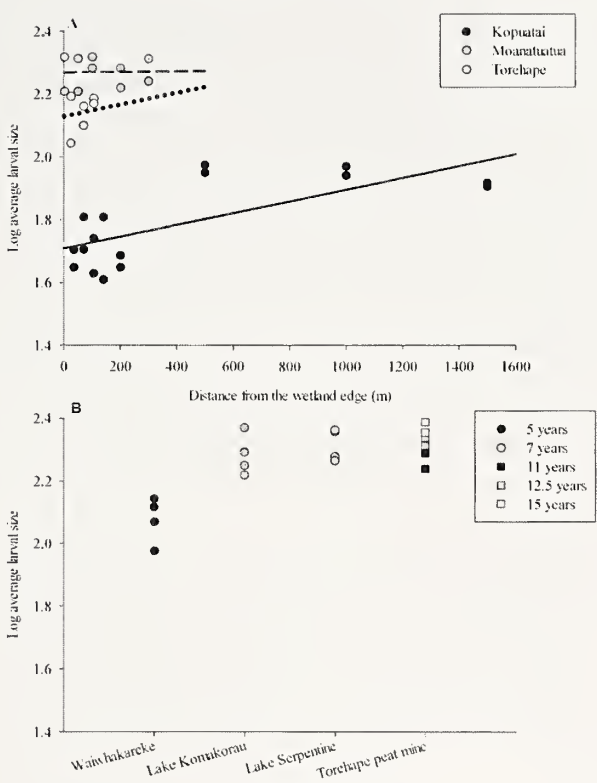 A
2.4
2.2
2.0
1.8
1.6
1.4
Log average larval size
0
200
400
600
800
1000
1200
1400
1600
Distance from the wetland edge (m)
Kopuatai
Moanatuatua
Torehape
B
2.4
2.2
2.0
1.8
1.6
1.4
Log average larval size
5 years
7 years
11 years
12.5 years
15 years
Waiwhakareke
Lake Komakorau
Lake Serpentine
Torehape peat mine